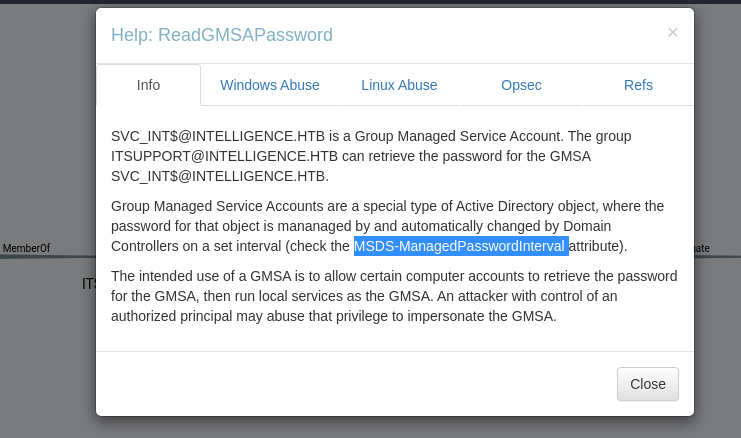 Help: ReadGMSAPassword ×
Info Windows Abuse Linux Abuse Opsec Refs
SVC_INT$@INTELLIGENCE.HTB is a Group Managed Service Account. The group
ITSUPPORT@INTELLIGENCE.HTB can retrieve the password for the GMSA
SVC_INT$@INTELLIGENCE.HTB.
Group Managed Service Accounts are a special type of Active Directory object, where the
password for that object is mananaged by and automatically changed by Domain
Controllers on a set interval (check the MSDS-ManagedPasswordInterval attribute).
MemberOf
The intended use of a GMSA is to allow certain computer accounts to retrieve the password
for the GMSA, then run local services as the GMSA. An attacker with control of an
authorized principal may abuse that privilege to impersonate the GMSA.
Close